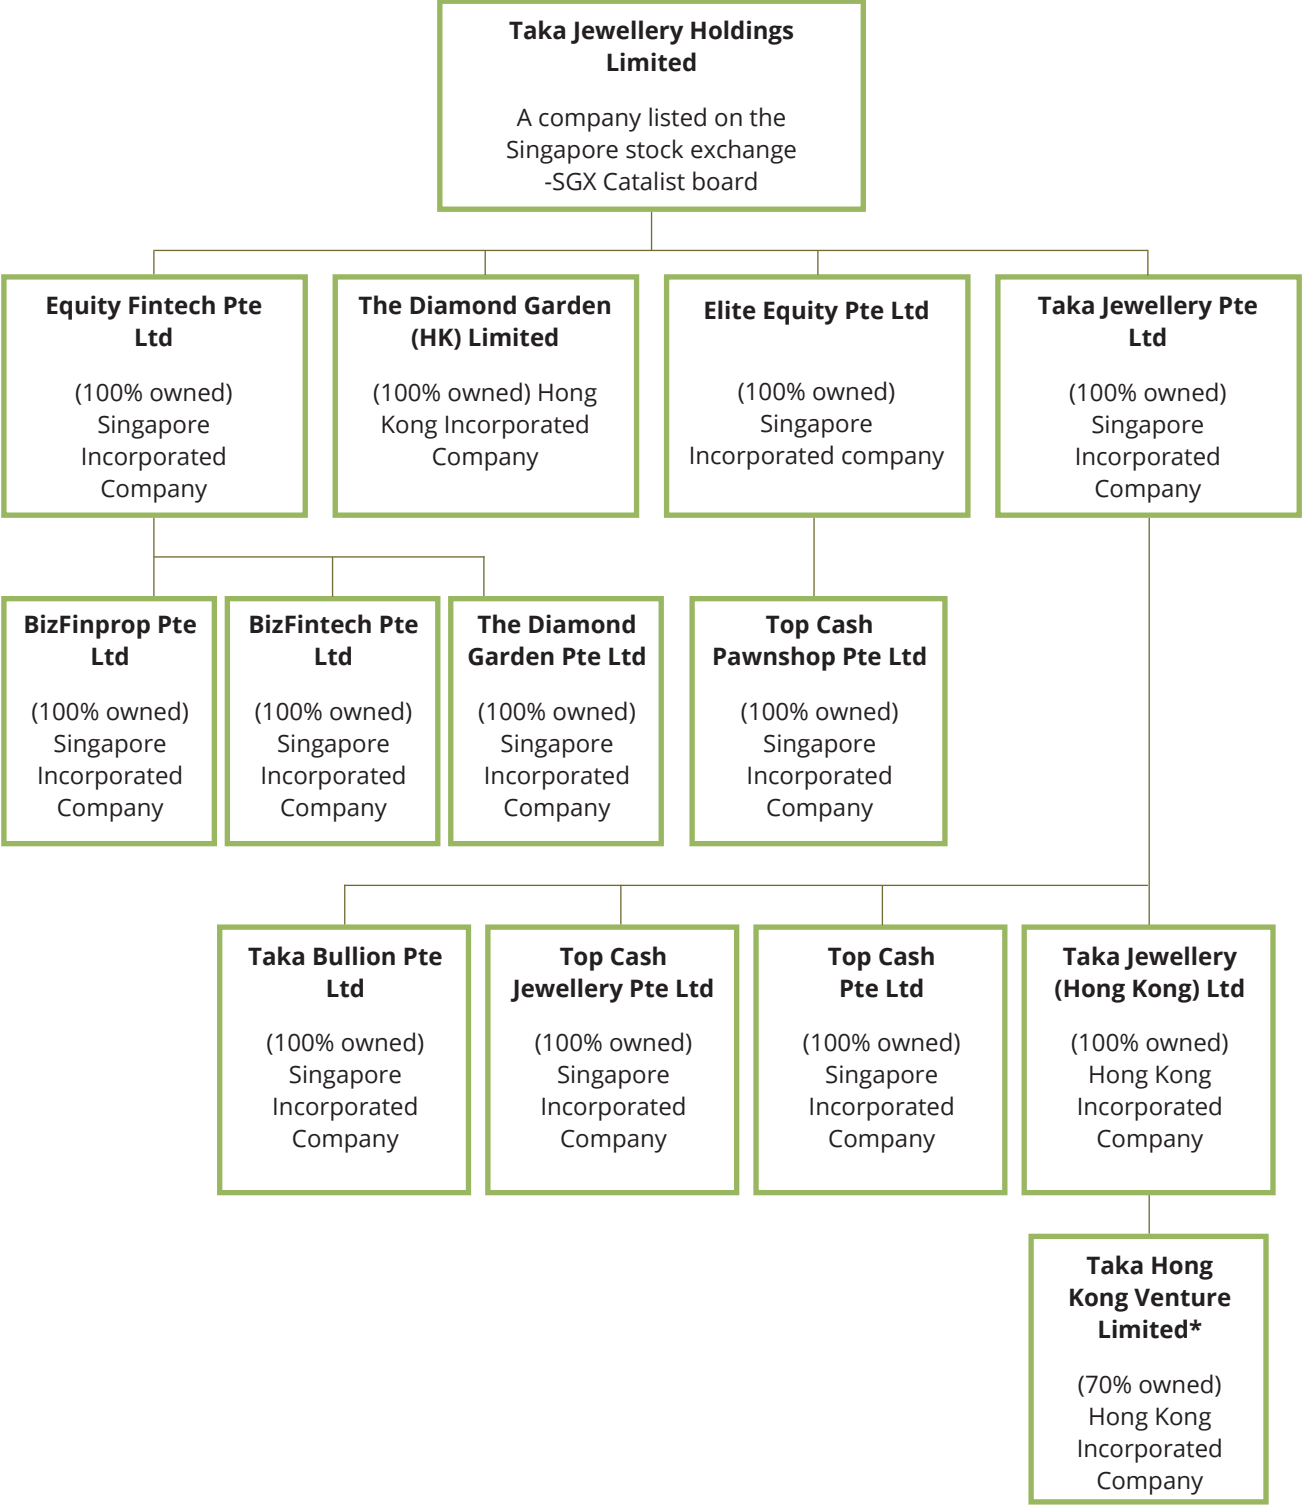 Taka Jewellery Holdings
Limited
A company listed on the
Singapore stock exchange
-SGX Catalist board
Equity Fintech Pte
Ltd
(100% owned)
Singapore
Incorporated
Company
The Diamond Garden
(HK) Limited
(100% owned) Hong
Kong Incorporated
Company
Elite Equity Pte Ltd
(100% owned)
Singapore
Incorporated company
Taka Jewellery Pte
Ltd
(100% owned)
Singapore
Incorporated
Company
BizFinprop Pte
Ltd
(100% owned)
Singapore
Incorporated
Company
BizFintech Pte
Ltd
(100% owned)
Singapore
Incorporated
Company
The Diamond
Garden Pte Ltd
(100% owned)
Singapore
Incorporated
Company
Top Cash
Pawnshop Pte Ltd
(100% owned)
Singapore
Incorporated
Company
Taka Bullion Pte
Ltd
(100% owned)
Singapore
Incorporated
Company
Top Cash
Jewellery Pte Ltd
(100% owned)
Singapore
Incorporated
Company
Top Cash
Pte Ltd
(100% owned)
Singapore
Incorporated
Company
Taka Jewellery
(Hong Kong) Ltd
(100% owned)
Hong Kong
Incorporated
Company
Taka Hong
Kong Venture
Limited*
(70% owned)
Hong Kong
Incorporated
Company